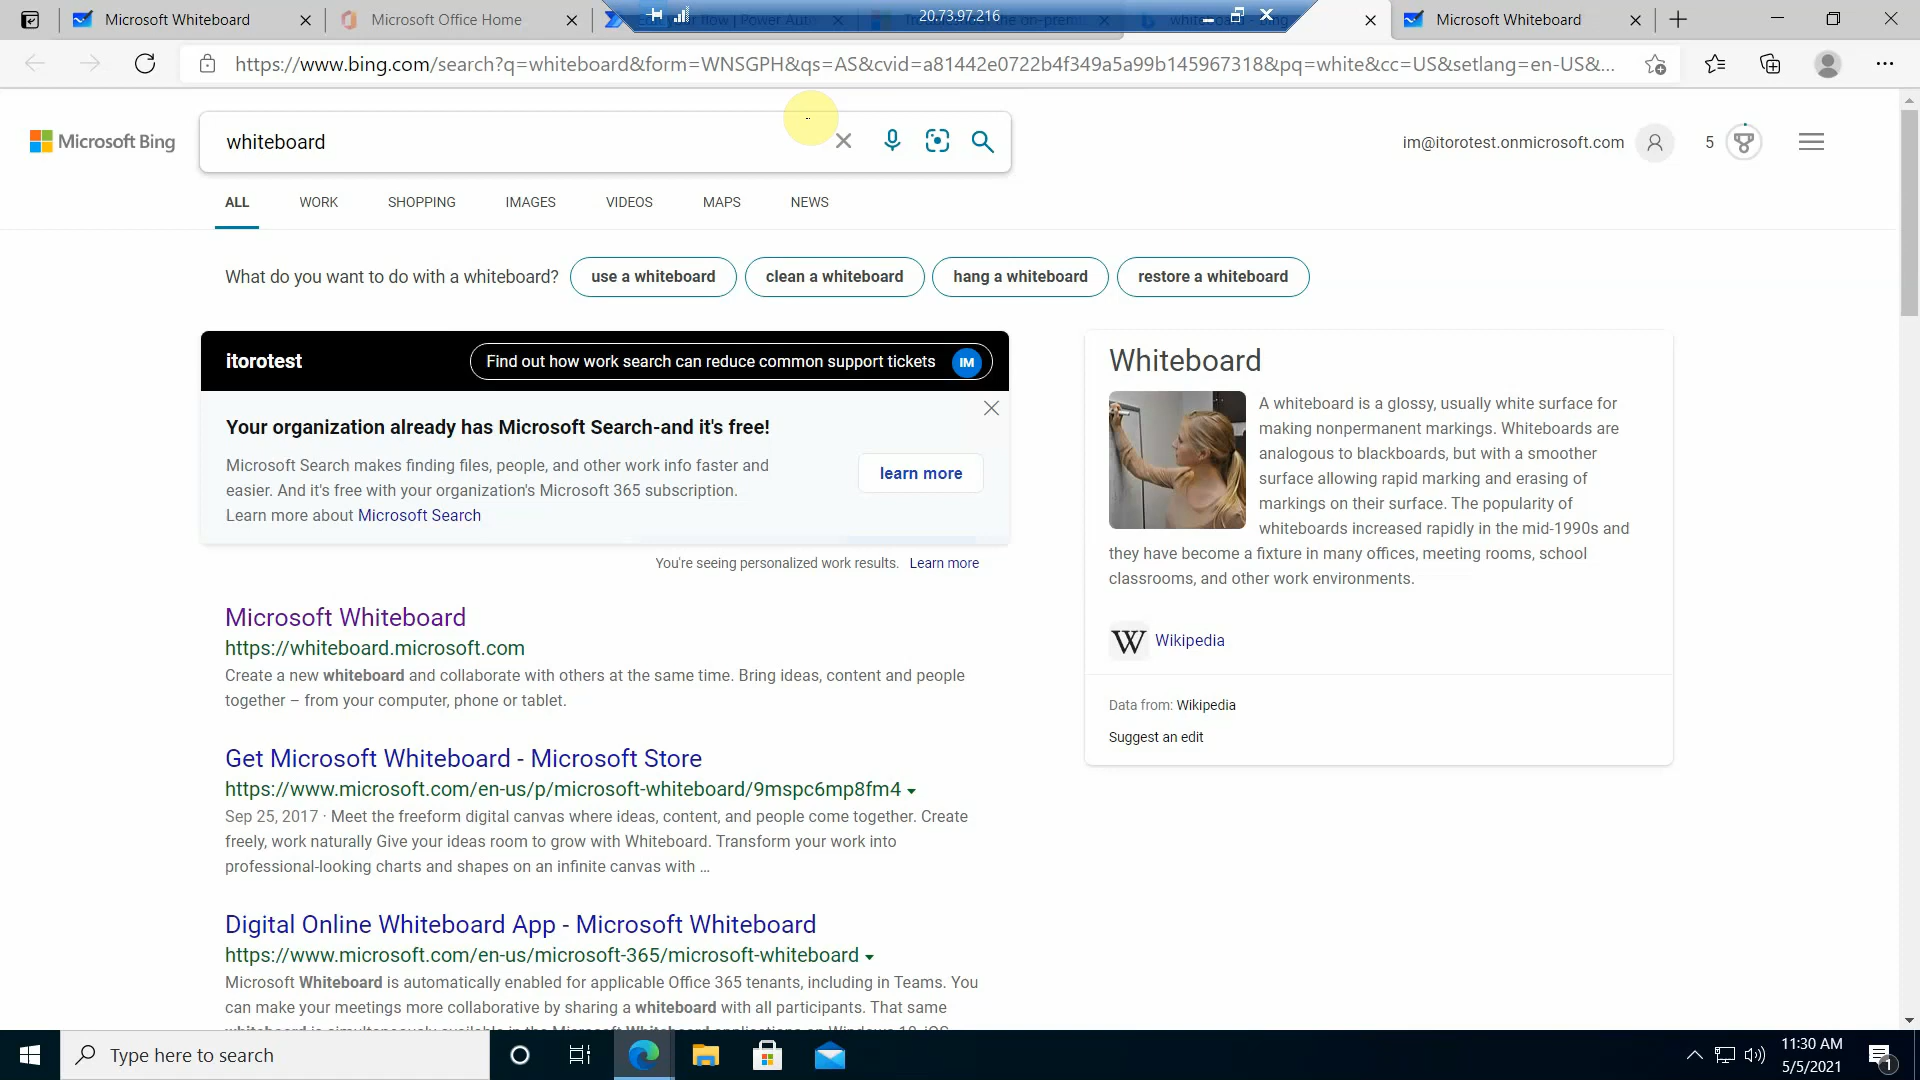 Microsoft Whiteboard
Microsoft Office Home
your flow | Power Auto
20.73.97.216
Microsoft Whiteboard
https://www.bing.com/search?q=whiteboard&form=WNSGPH&qs=AS&cvid=a81442e0722b4f349a5a99b145967318&pq=white&cc=US&setlang=en-US&...
Microsoft Bing
whiteboard
im@itorotest.onmicrosoft.com
5
ALL WORK SHOPPING IMAGES VIDEOS MAPS NEWS
What do you want to do with a whiteboard? use a whiteboard clean a whiteboard hang a whiteboard restore a whiteboard
itorotest
Find out how work search can reduce common support tickets IM
Your organization already has Microsoft Search-and it's free!
Microsoft Search makes finding files, people, and other work info faster and
easier. And it's free with your organization's Microsoft 365 subscription.
Learn more about Microsoft Search
learn more
You're seeing personalized work results. Learn more
Microsoft Whiteboard
https://whiteboard.microsoft.com
Create a new whiteboard and collaborate with others at the same time. Bring ideas, content and people
together – from your computer, phone or tablet.
Get Microsoft Whiteboard - Microsoft Store
https://www.microsoft.com/en-us/p/microsoft-whiteboard/9mspc6mp8fm4
Sep 25, 2017 · Meet the freeform digital canvas where ideas, content, and people come together. Create
freely, work naturally Give your ideas room to grow with Whiteboard. Transform your work into
professional-looking charts and shapes on an infinite canvas with ...
Digital Online Whiteboard App - Microsoft Whiteboard
https://www.microsoft.com/en-us/microsoft-365/microsoft-whiteboard
Microsoft Whiteboard is automatically enabled for applicable Office 365 tenants, including in Teams. You
can make your meetings more collaborative by sharing a whiteboard with all participants. That same
whiteboard is simultaneously available in the Microsoft Whiteboard applications on Windows 10, iOS,
Whiteboard
A whiteboard is a glossy, usually white surface for
making nonpermanent markings. Whiteboards are
analogous to blackboards, but with a smoother
surface allowing rapid marking and erasing of
markings on their surface. The popularity of
whiteboards increased rapidly in the mid-1990s and
they have become a fixture in many offices, meeting rooms, school
classrooms, and other work environments.
W Wikipedia
Data from: Wikipedia
Suggest an edit
Type here to search
11:30 AM
5/5/2021
1